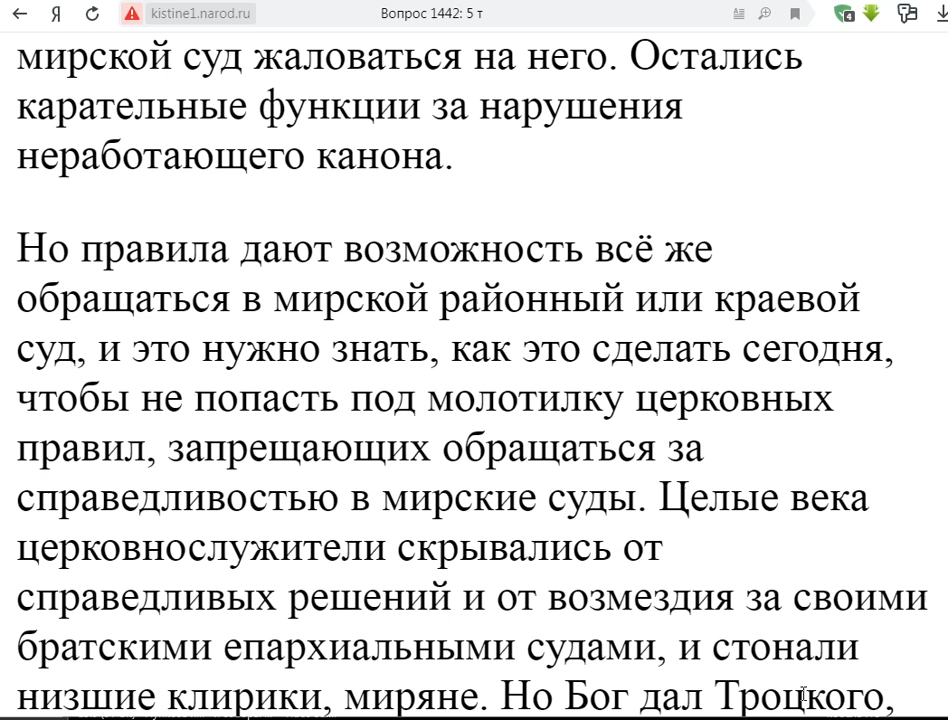 kistine1.narod.ru
Вопрос 1442: 5 т
мирской суд жаловаться на него. Остались
карательные функции за нарушения
неработающего канона.
Но правила дают возможность всё же
обращаться в мирской районный или краевой
суд, и это нужно знать, как это сделать сегодня,
чтобы не попасть под молотилку церковных
правил, запрещающих обращаться за
справедливостью в мирские суды. Целые века
церковнослужители скрывались от
справедливых решений и от возмездия за своими
братскими епархиальными судами, и стонали
низшие клирики, миряне. Но Бог дал Троцкого,